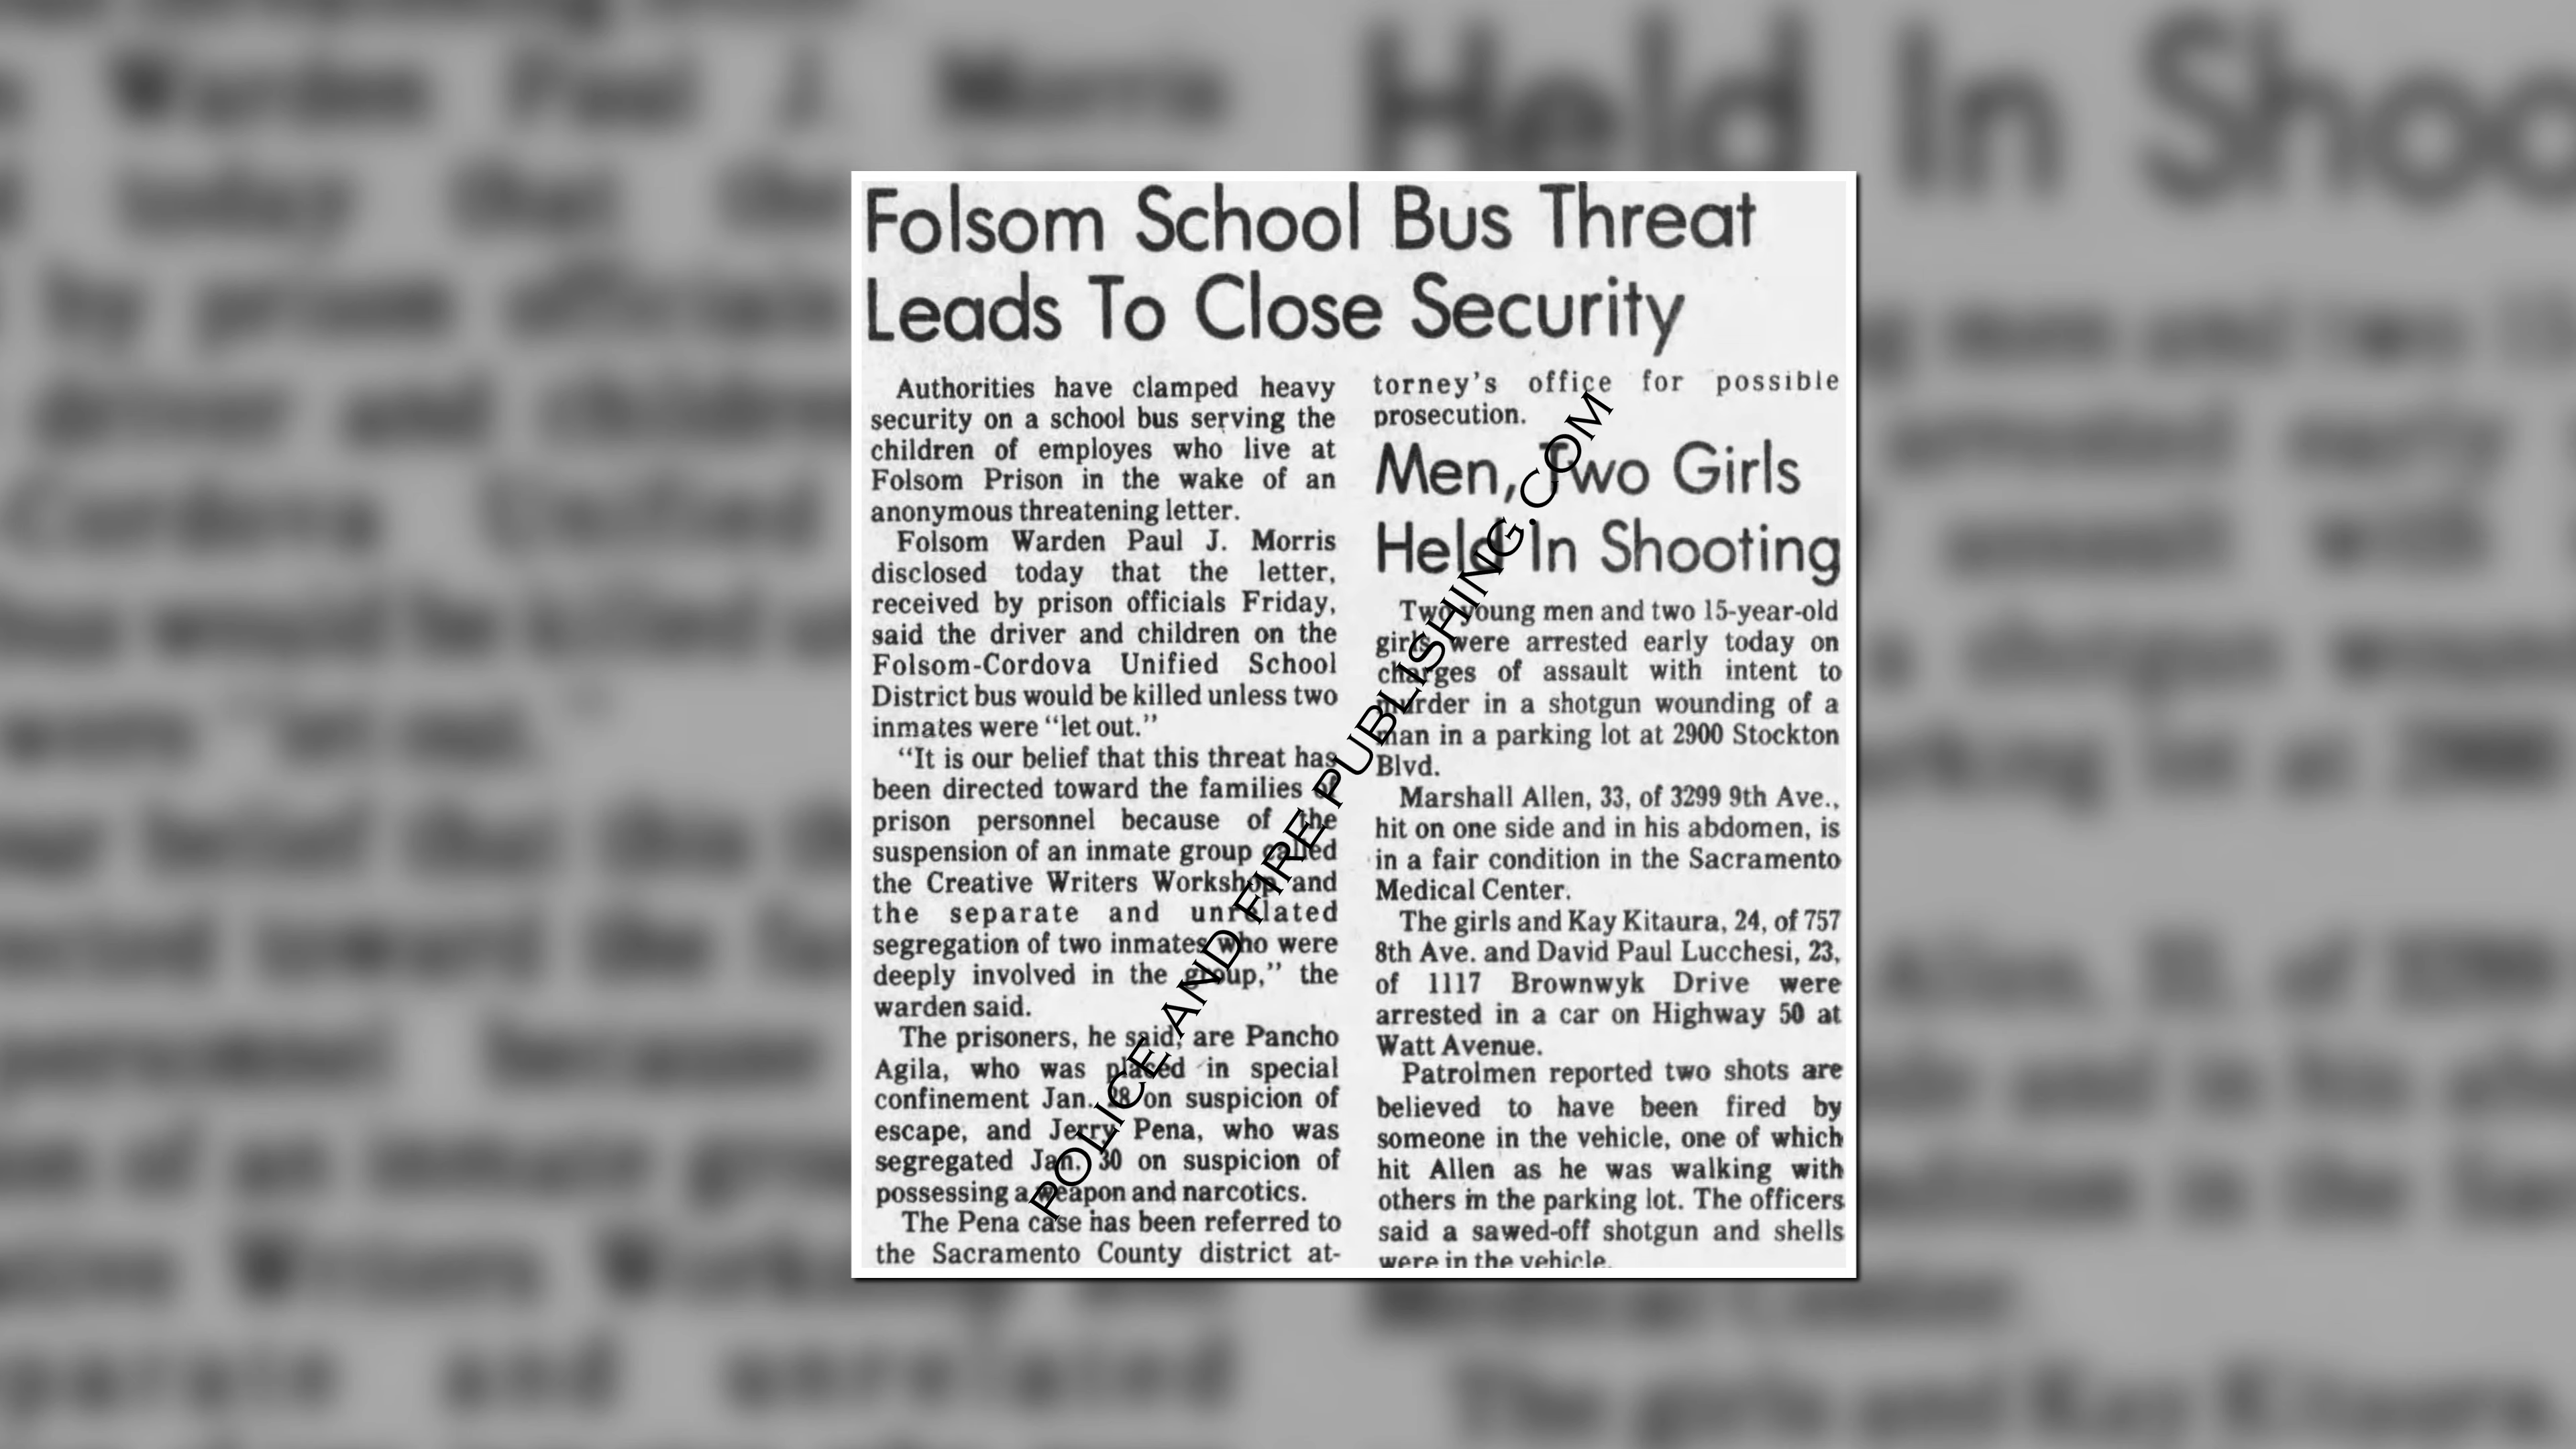 Folsom School Bus Threat
Leads To Close Security
Authorities have clamped heavy
security on a school bus serving the
children of employes who live at
Folsom Prison in the wake of an
anonymous threatening letter.
Folsom Warden Paul J. Morris
disclosed today that the letter,
received by prison officials Friday,
said the driver and children on the
Folsom-Cordova Unified School
District bus would be killed unless two
inmates were “let out.”
“It is our belief that this threat has
been directed toward the families of
prison personnel because of the
suspension of an inmate group called
the Creative Writers Workshop and
the separate and unrelated
segregation of two inmates who were
deeply involved in the group,” the
warden said.
The prisoners, he said, are Pancho
Agila, who was placed in special
confinement Jan. 28 on suspicion of
escape, and Jerry Pena, who was
segregated Jan. 30 on suspicion of
possessing a weapon and narcotics.
The Pena case has been referred to
the Sacramento County district at-
torney's office for possible
prosecution.
Men, Two Girls
Held In Shooting
Two young men and two 15-year-old
girls were arrested early today on
charges of assault with intent to
murder in a shotgun wounding of a
man in a parking lot at 2900 Stockton
Blvd.
Marshall Allen, 33, of 3299 9th Ave.,
hit on one side and in his abdomen, is
in a fair condition in the Sacramento
Medical Center.
The girls and Kay Kitaura, 24, of 757
8th Ave. and David Paul Lucchesi, 23,
of 1117 Brownwyk Drive were
arrested in a car on Highway 50 at
Watt Avenue.
Patrolmen reported two shots are
believed to have been fired by
someone in the vehicle, one of which
hit Allen as he was walking with
others in the parking lot. The officers
said a sawed-off shotgun and shells
were in the vehicle.
POLICE AND FIRE PUBLISHING.COM